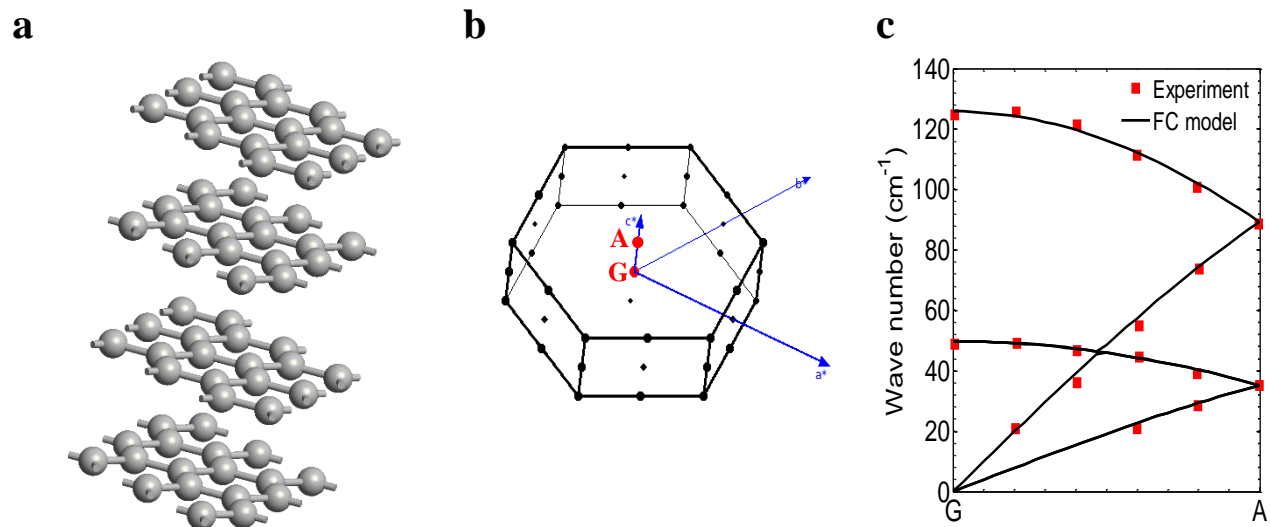 a
b
c
b*
c*
A
G
a*
Wave number (cm⁻¹)
140
120
100
80
60
40
20
0
Experiment
FC model
G
A